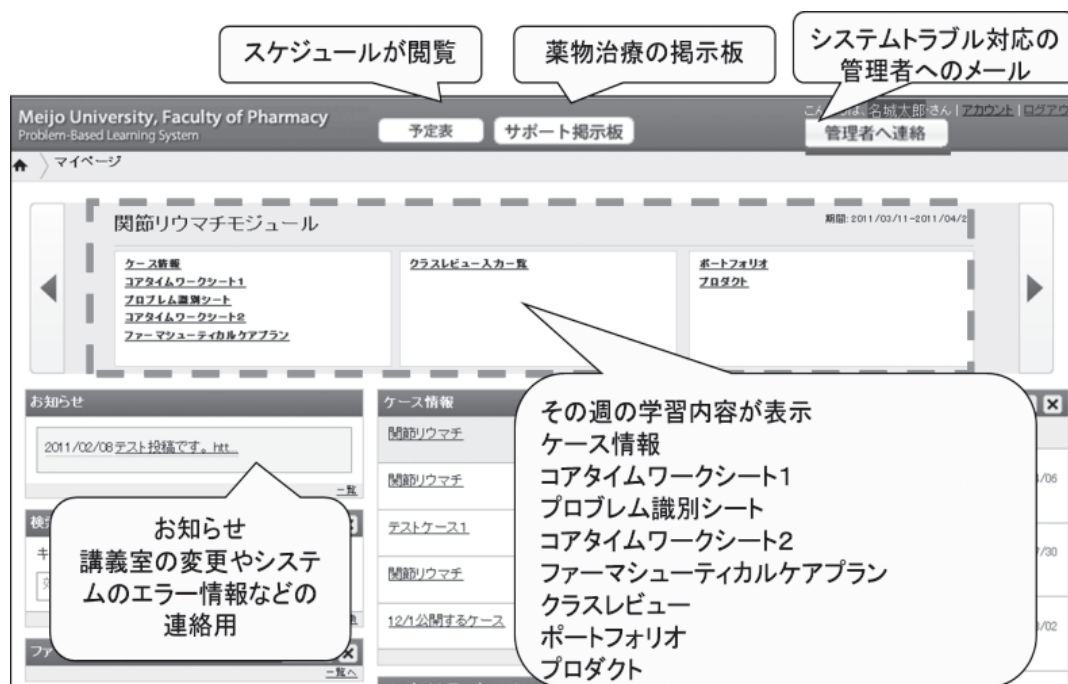 スケジュールが閲覧
薬物治療の掲示板
システムトラブル対応の
管理者へのメール
Meijo University, Faculty of Pharmacy
Problem-Based Learning System
予定表
サポート掲示板
名城太郎 さん | アカウント | ログアウ
管理者へ連絡
マイページ
関節リウマチモジュール
期間: 2011/03/11-2011/04/2
ケース情報
コアタイムワークシート1
プロブレム識別シート
コアタイムワークシート2
ファーマシューティカルケアプラン
クラスレビュー入力一覧
ポートフォリオ
プロダクト
お知らせ
2011/02/08 テスト投稿です。htt...
一覧
お知らせ
講義室の変更やシステ
ムのエラー情報などの
連絡用
一覧へ
ケース情報
関節リウマチ
関節リウマチ
テストケース1
関節リウマチ
12/1公開するケース
その週の学習内容が表示
ケース情報
コアタイムワークシート1
プロブレム識別シート
コアタイムワークシート2
ファーマシューティカルケアプラン
クラスレビュー
ポートフォリオ
プロダクト
/06
/30
/02